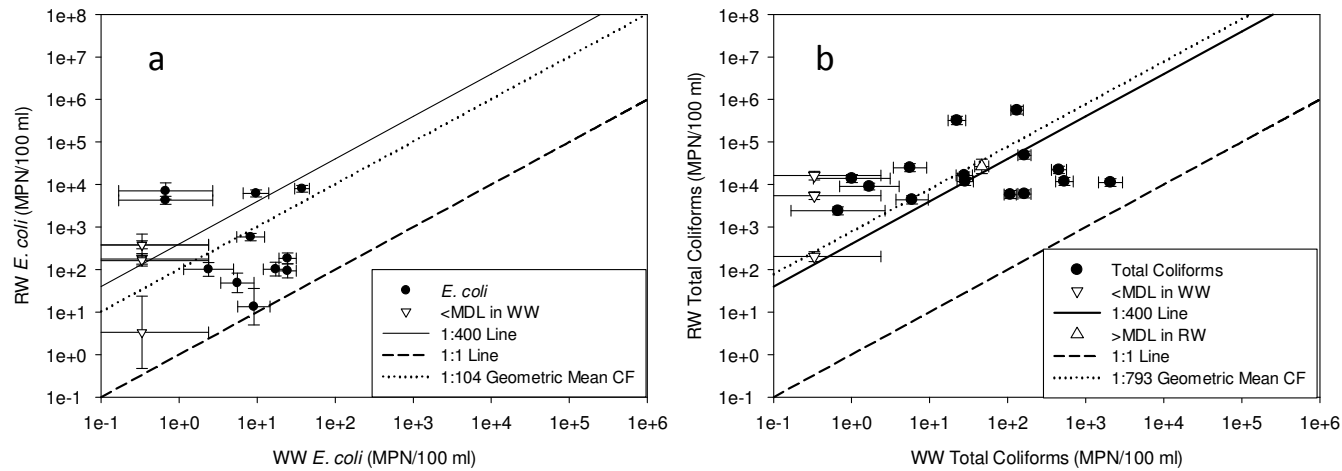 a
1e+8
1e+7
1e+6
1e+5
1e+4
1e+3
1e+2
1e+1
1e+0
1e-1
RW E. coli (MPN/100 ml)
1e-1 1e+0 1e+1 1e+2 1e+3 1e+4 1e+5 1e+6
WW E. coli (MPN/100 ml)
E. coli
<MDL in WW
1:400 Line
1:1 Line
1:104 Geometric Mean CF
b
1e+8
1e+7
1e+6
1e+5
1e+4
1e+3
1e+2
1e+1
1e+0
1e-1
RW Total Coliforms (MPN/100 ml)
1e-1 1e+0 1e+1 1e+2 1e+3 1e+4 1e+5 1e+6
WW Total Coliforms (MPN/100 ml)
Total Coliforms
<MDL in WW
1:400 Line
>MDL in RW
1:1 Line
1:793 Geometric Mean CF